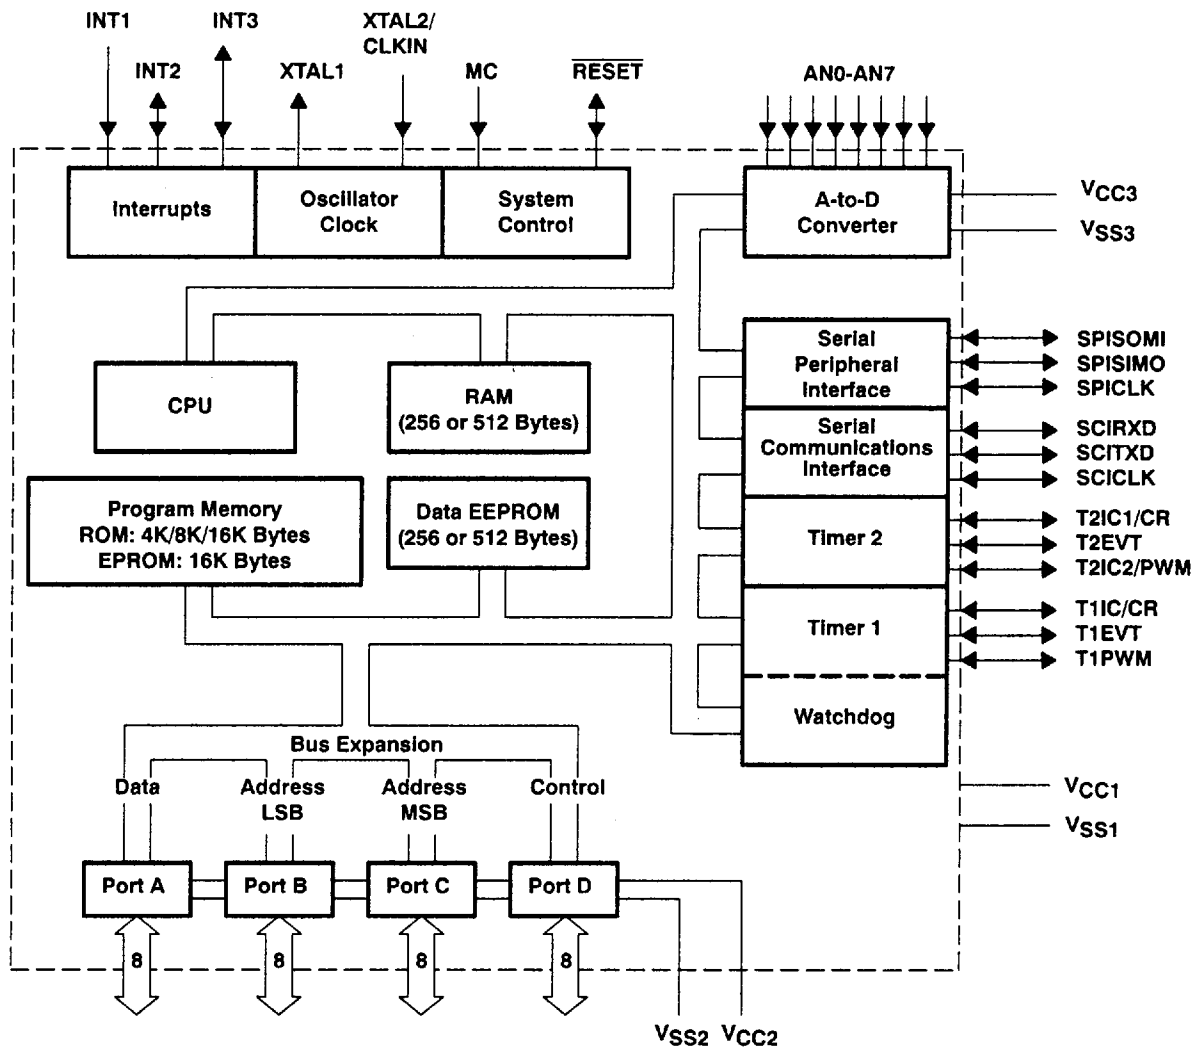 INT1
INT3
XTAL2/
CLKIN
INT2
XTAL1
MC
RESET
AN0-AN7
Interrupts
Oscillator
Clock
System
Control
A-to-D
Converter
VCC3
VSS3
Serial
Peripheral
Interface
SPISOMI
SPISIMO
SPICLK
CPU
RAM
(256 or 512 Bytes)
Serial
Communications
Interface
SCIRXD
SCITXD
SCICLK
Program Memory
ROM: 4K/8K/16K Bytes
EPROM: 16K Bytes
Data EEPROM
(256 or 512 Bytes)
Timer 2
T2IC1/CR
T2EVT
T2IC2/PWM
Timer 1
T1IC/CR
T1EVT
T1PWM
Watchdog
Bus Expansion
Data
Address
LSB
Address
MSB
Control
VCC1
VSS1
Port A
Port B
Port C
Port D
8
8
8
8
VSS2
VCC2